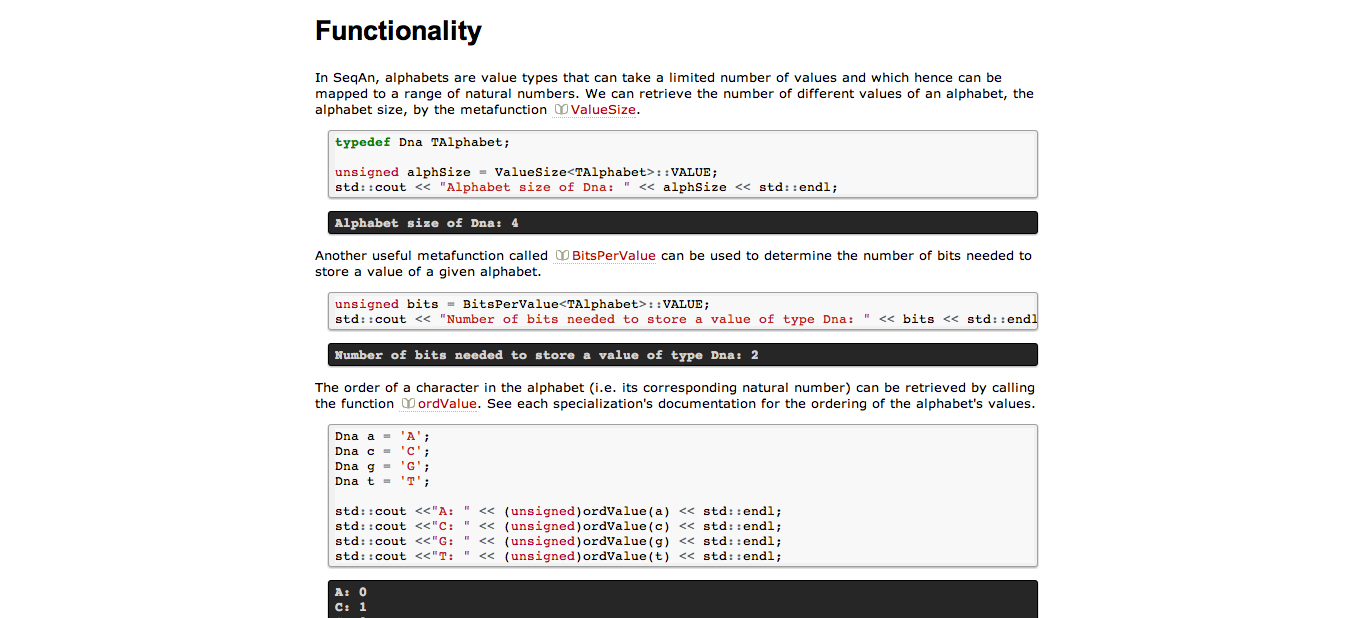 Functionality
In SeqAn, alphabets are value types that can take a limited number of values and which hence can be
mapped to a range of natural numbers. We can retrieve the number of different values of an alphabet, the
alphabet size, by the metafunction ValueSize.
typedef Dna TAlphabet;
unsigned alphSize = ValueSize<TAlphabet>::VALUE;
std::cout << "Alphabet size of Dna: " << alphSize << std::endl;
Alphabet size of Dna: 4
Another useful metafunction called BitsPerValue can be used to determine the number of bits needed to
store a value of a given alphabet.
unsigned bits = BitsPerValue<TAlphabet>::VALUE;
std::cout << "Number of bits needed to store a value of type Dna: " << bits << std::endl
Number of bits needed to store a value of type Dna: 2
The order of a character in the alphabet (i.e. its corresponding natural number) can be retrieved by calling
the function ordValue. See each specialization's documentation for the ordering of the alphabet's values.
Dna a = 'A';
Dna c = 'C';
Dna g = 'G';
Dna t = 'T';
std::cout <<"A: " << (unsigned)ordValue(a) << std::endl;
std::cout <<"C: " << (unsigned)ordValue(c) << std::endl;
std::cout <<"G: " << (unsigned)ordValue(g) << std::endl;
std::cout <<"T: " << (unsigned)ordValue(t) << std::endl;
A: 0
C: 1